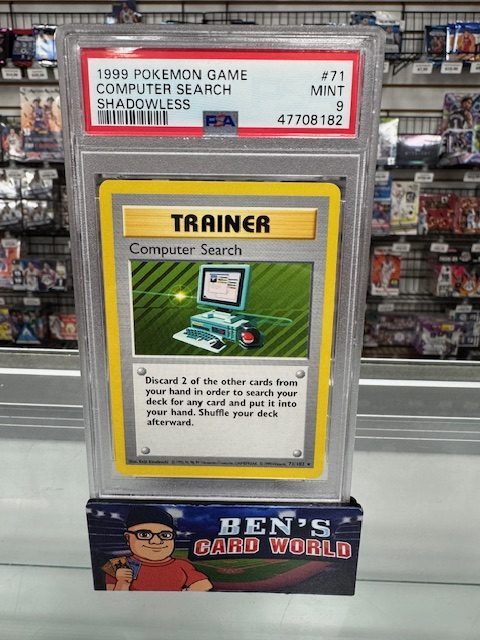 1999 POKEMON GAME #71
COMPUTER SEARCH MINT
SHADOWLESS 9
PSA 47708182
TRAINER
Computer Search
Discard 2 of the other cards from
your hand in order to search your
deck for any card and put it into
your hand. Shuffle your deck
afterward.
BEN'S
CARD WORLD